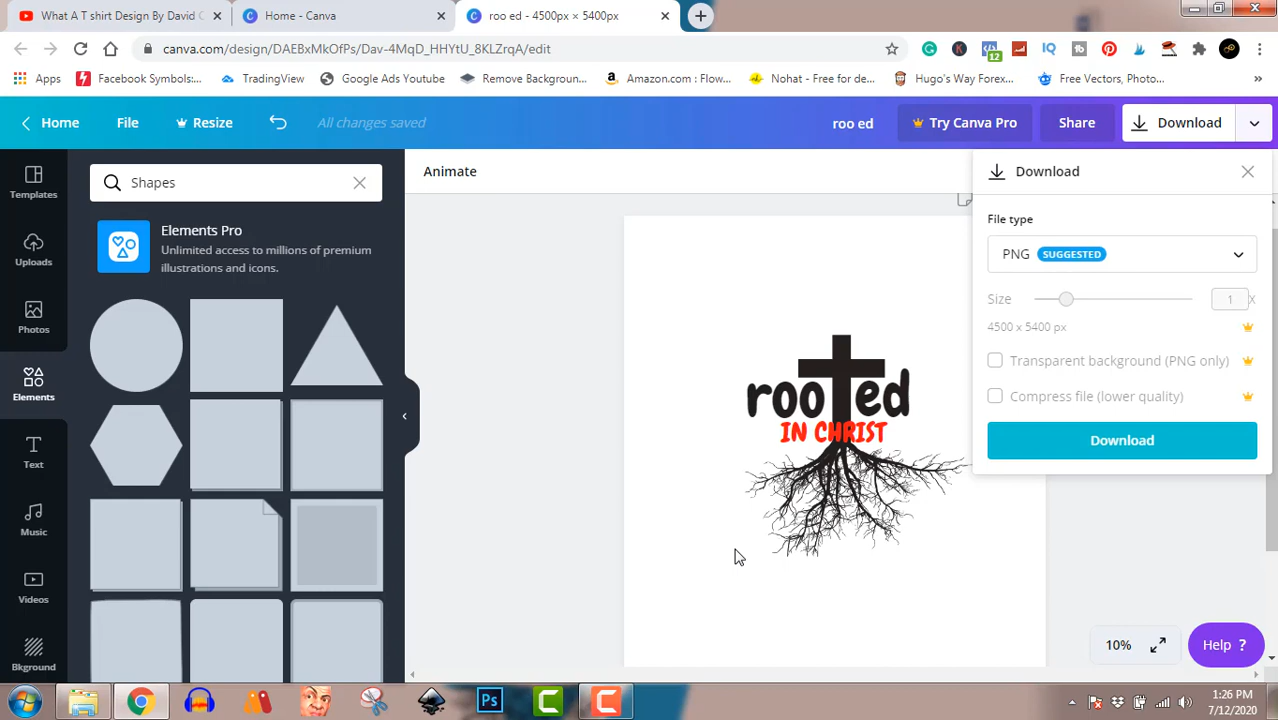 What A T shirt Design By David C
Home - Canva
roo ed - 4500px × 5400px
canva.com/design/DAEBxMkOfPs/Dav-4MqD_HHYtU_8KLZrqA/edit
12
Apps
Facebook Symbols:...
TradingView
Google Ads Youtube
Remove Backgroun...
Amazon.com : Flow...
Nohat - Free for de...
Hugo's Way Forex...
Free Vectors, Photo...
Home
File
Resize
All changes saved
roo ed
Try Canva Pro
Share
Download
Templates
Uploads
Photos
Elements
Text
Music
Videos
Bkground
Shapes
Elements Pro
Unlimited access to millions of premium
illustrations and icons.
Animate
rooted
IN CHRIST
Download
File type
PNG SUGGESTED
Size
1 X
4500 x 5400 px
Transparent background (PNG only)
Compress file (lower quality)
Download
10%
Help ?
Ps
1:26 PM
7/12/2020